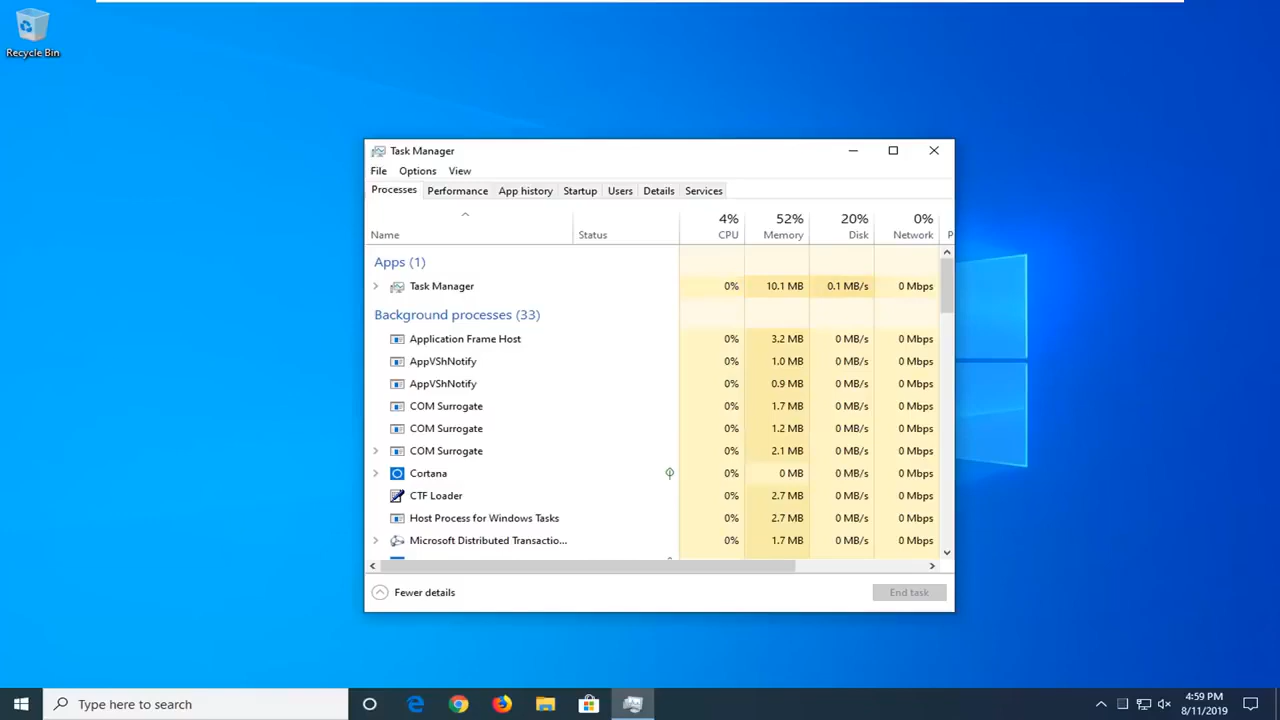 Recycle Bin
Task Manager
File Options View
Processes Performance App history Startup Users Details Services
4% 52% 20% 0%
Name Status CPU Memory Disk Network P
Apps (1)
Task Manager 0% 10.1 MB 0.1 MB/s 0 Mbps
Background processes (33)
Application Frame Host 0% 3.2 MB 0 MB/s 0 Mbps
AppVShNotify 0% 1.0 MB 0 MB/s 0 Mbps
AppVShNotify 0% 0.9 MB 0 MB/s 0 Mbps
COM Surrogate 0% 1.7 MB 0 MB/s 0 Mbps
COM Surrogate 0% 1.2 MB 0 MB/s 0 Mbps
COM Surrogate 0% 2.1 MB 0 MB/s 0 Mbps
Cortana 0% 0 MB 0 MB/s 0 Mbps
CTF Loader 0% 2.7 MB 0 MB/s 0 Mbps
Host Process for Windows Tasks 0% 2.7 MB 0 MB/s 0 Mbps
Microsoft Distributed Transactio... 0% 1.7 MB 0 MB/s 0 Mbps
Fewer details End task
Type here to search
4:59 PM
8/11/2019